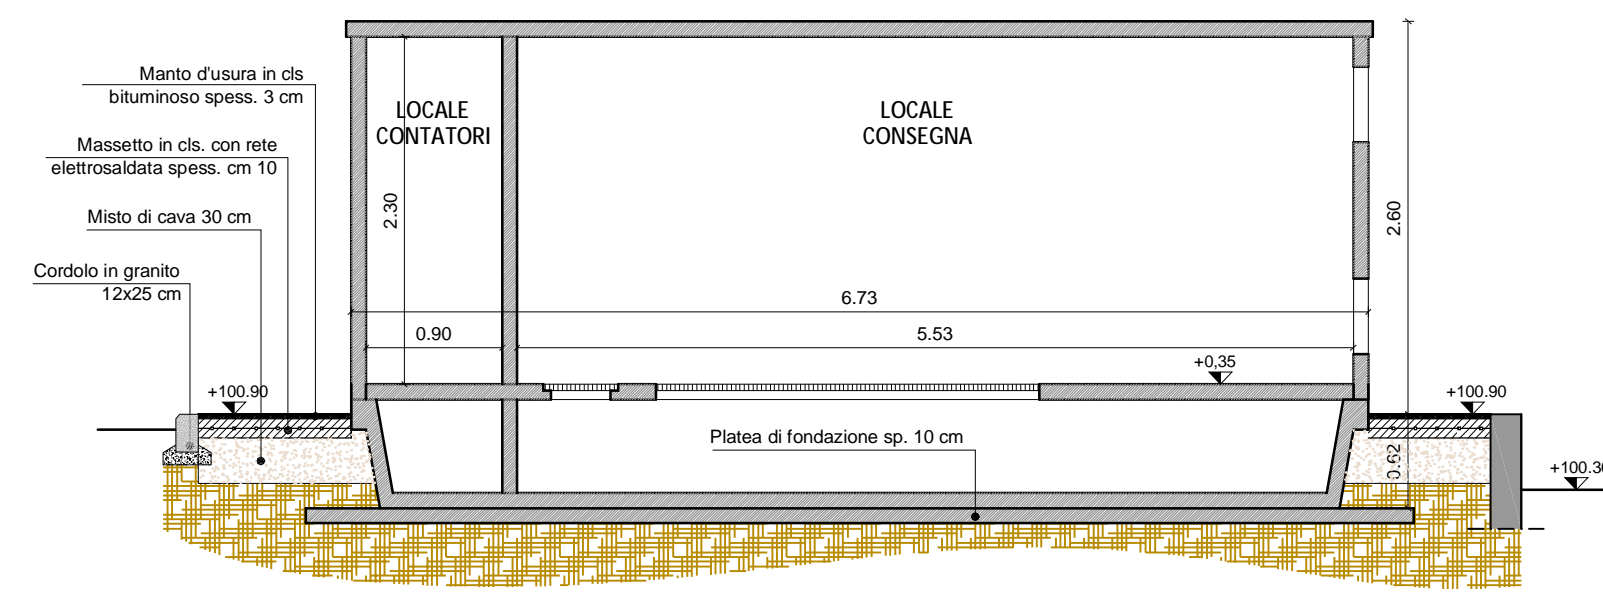 Manto d'usura in cls
bituminoso spess. 3 cm
Massetto in cls. con rete
elettrosaldata spess. cm 10
Misto di cava 30 cm
Cordolo in granito
12x25 cm
LOCALE
CONTATORI
LOCALE
CONSEGNA
2.30
2.60
6.73
0.90
5.53
+0,35
+100.90
+100.90
Platea di fondazione sp. 10 cm
0.62